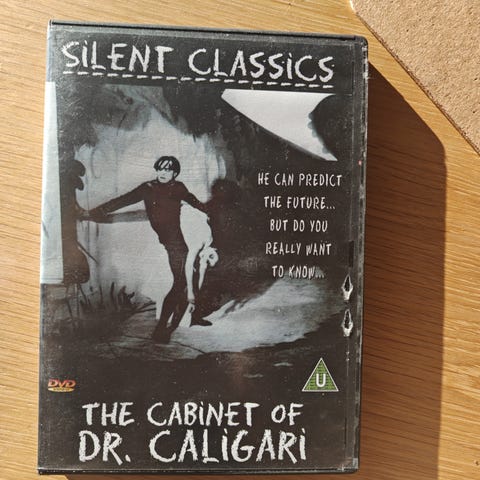 SILENT CLASSICS
HE CAN PREDICT
THE FUTURE...
BUT DO YOU
REALLY WANT
TO KNOW...
DVD
U
THE CABINET OF
DR. CALIGARI